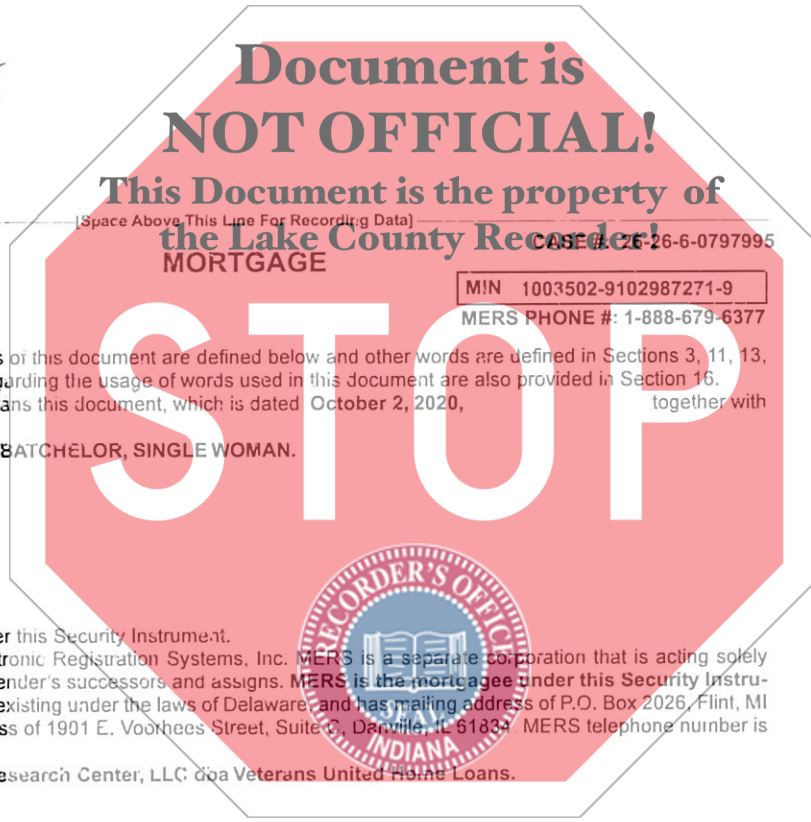 Document is
NOT OFFICIAL!
This Document is the property of
the Lake County Recorder!
[Space Above This Line For Recording Data]
CASE #: 26-26-6-0797995
MORTGAGE
MIN 1003502-9102987271-9
MERS PHONE #: 1-888-679-6377
STOP
s of this document are defined below and other words are defined in Sections 3, 11, 13,
arding the usage of words used in this document are also provided in Section 16.
ans this document, which is dated October 2, 2020, together with
BATCHELOR, SINGLE WOMAN.
er this Security Instrument.
tronic Registration Systems, Inc. MERS is a separate corporation that is acting solely
ender's successors and assigns. MERS is the mortgagee under this Security Instru-
existing under the laws of Delaware, and has mailing address of P.O. Box 2026, Flint, MI
ss of 1901 E. Voorhees Street, Suite C, Danville, IL 61834. MERS telephone number is
esearch Center, LLC dba Veterans United Home Loans.
RECORDER'S OFFICE
SEAL
INDIANA